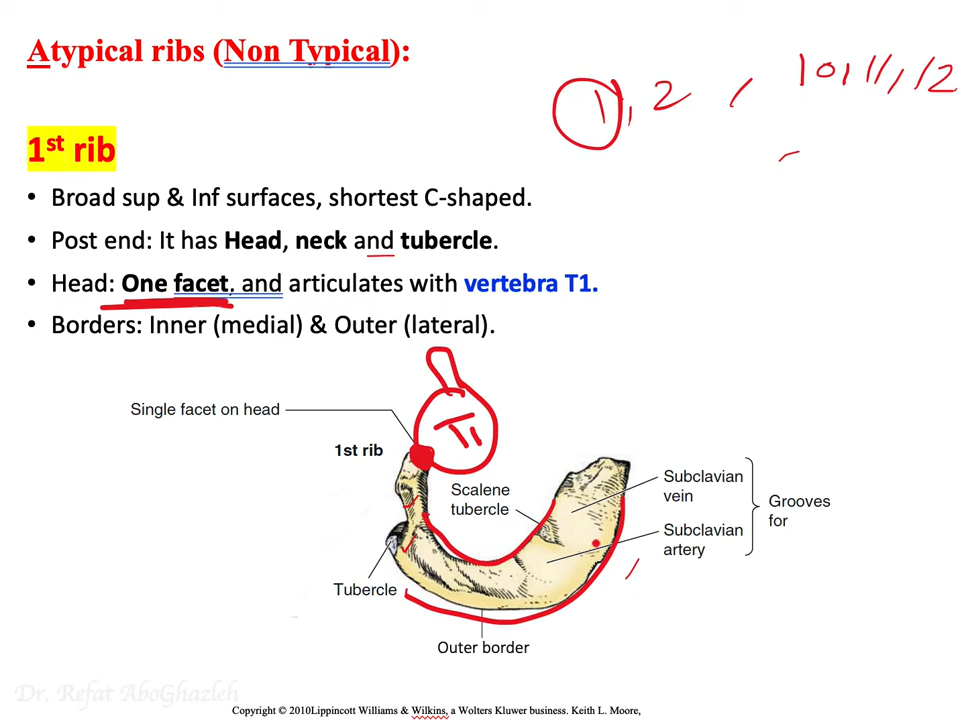 Atypical ribs (Non Typical):
1, 2, 10, 11, 12
1st rib
• Broad sup & Inf surfaces, shortest C-shaped.
• Post end: It has Head, neck and tubercle.
• Head: One facet, and articulates with vertebra T1.
• Borders: Inner (medial) & Outer (lateral).
Single facet on head
T1
1st rib
Scalene
tubercle
Subclavian
vein
Subclavian
artery
Grooves
for
Tubercle
Outer border
Dr. Refat AboGhazleh
Copyright © 2010Lippincott Williams & Wilkins, a Wolters Kluwer business. Keith L. Moore,